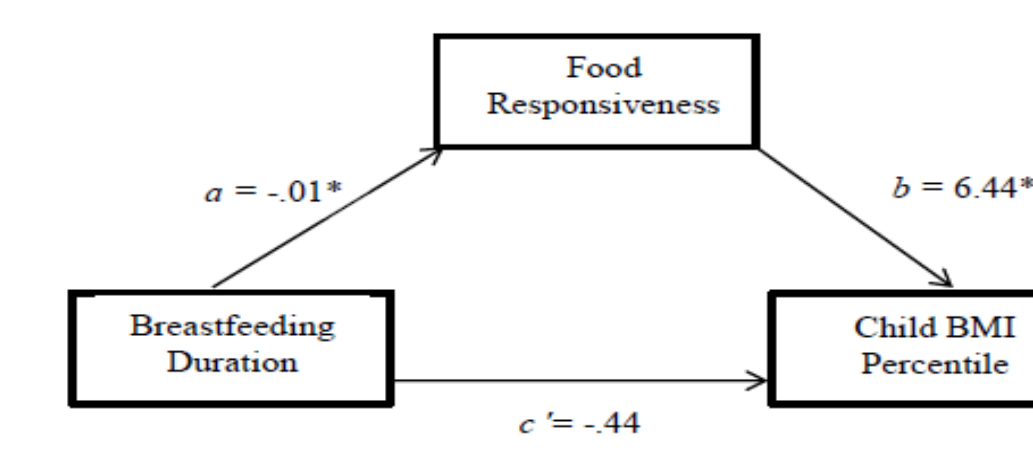 Food
Responsiveness
a = -.01*
b = 6.44*
Breastfeeding
Duration
Child BMI
Percentile
c '= -.44